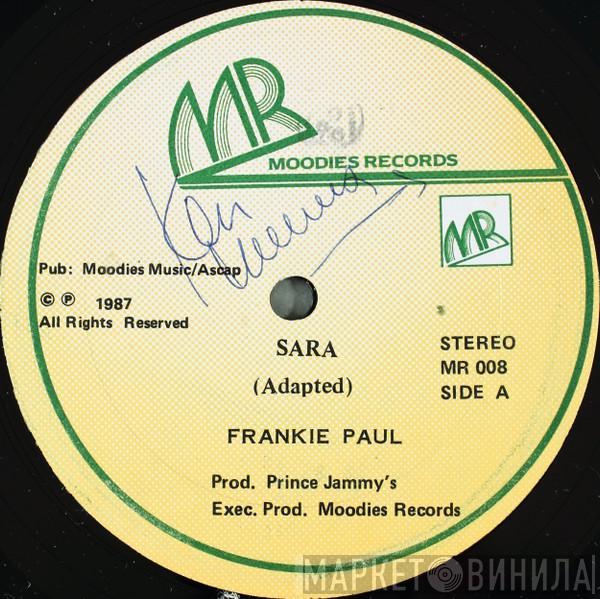 MR
MOODIES RECORDS
MR
Pub: Moodies Music/Ascap
© ℗ 1987
All Rights Reserved
SARA
(Adapted)
STEREO
MR 008
SIDE A
FRANKIE PAUL
Prod. Prince Jammy's
Exec. Prod. Moodies Records
МАРКЕТ ВИНИЛА